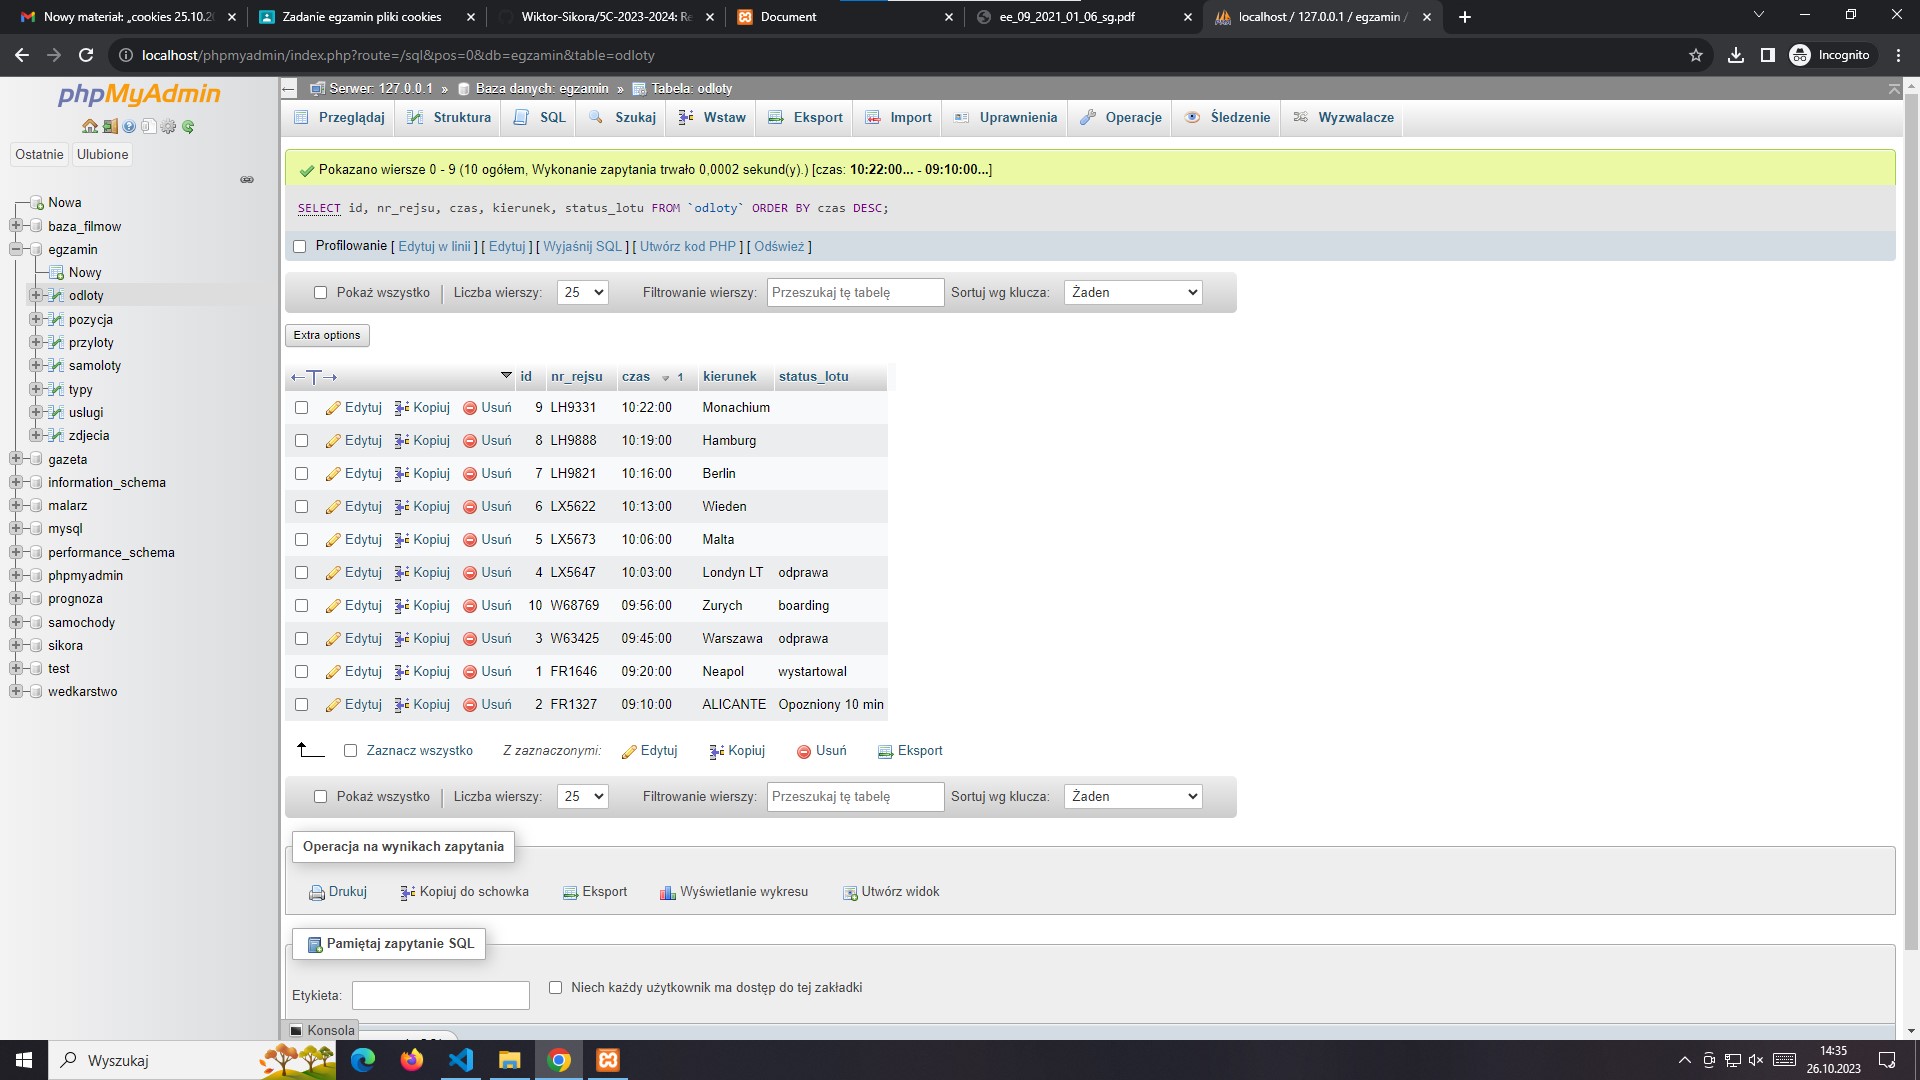 Nowy materiał: „cookies 25.10.2
Zadanie egzamin pliki cookies
Wiktor-Sikora/5C-2023-2024: Re
Document
ee_09_2021_01_06_sg.pdf
localhost / 127.0.0.1 / egzamin /
localhost/phpmyadmin/index.php?route=/sql&pos=0&db=egzamin&table=odloty
Incognito
phpMyAdmin
Ostatnie Ulubione
Nowa
baza_filmow
egzamin
Nowy
odloty
pozycja
przyloty
samoloty
typy
uslugi
zdjecia
gazeta
information_schema
malarz
mysql
performance_schema
phpmyadmin
prognoza
samochody
sikora
test
wedkarstwo
Serwer: 127.0.0.1 » Baza danych: egzamin » Tabela: odloty
Przeglądaj Struktura SQL Szukaj Wstaw Eksport Import Uprawnienia Operacje Śledzenie Wyzwalacze
Pokazano wiersze 0 - 9 (10 ogółem, Wykonanie zapytania trwało 0,0002 sekund(y).) [czas: 10:22:00... - 09:10:00...]
SELECT id, nr_rejsu, czas, kierunek, status_lotu FROM `odloty` ORDER BY czas DESC;
Profilowanie [ Edytuj w linii ] [ Edytuj ] [ Wyjaśnij SQL ] [ Utwórz kod PHP ] [ Odśwież ]
Pokaż wszystko Liczba wierszy: 25 Filtrowanie wierszy: Przeszukaj tę tabelę Sortuj wg klucza: Żaden
Extra options
id nr_rejsu czas 1 kierunek status_lotu
Edytuj Kopiuj Usuń 9 LH9331 10:22:00 Monachium
Edytuj Kopiuj Usuń 8 LH9888 10:19:00 Hamburg
Edytuj Kopiuj Usuń 7 LH9821 10:16:00 Berlin
Edytuj Kopiuj Usuń 6 LX5622 10:13:00 Wieden
Edytuj Kopiuj Usuń 5 LX5673 10:06:00 Malta
Edytuj Kopiuj Usuń 4 LX5647 10:03:00 Londyn LT odprawa
Edytuj Kopiuj Usuń 10 W68769 09:56:00 Zurych boarding
Edytuj Kopiuj Usuń 3 W63425 09:45:00 Warszawa odprawa
Edytuj Kopiuj Usuń 1 FR1646 09:20:00 Neapol wystartowal
Edytuj Kopiuj Usuń 2 FR1327 09:10:00 ALICANTE Opozniony 10 min
Zaznacz wszystko Z zaznaczonymi: Edytuj Kopiuj Usuń Eksport
Pokaż wszystko Liczba wierszy: 25 Filtrowanie wierszy: Przeszukaj tę tabelę Sortuj wg klucza: Żaden
Operacja na wynikach zapytania
Drukuj Kopiuj do schowka Eksport Wyświetlanie wykresu Utwórz widok
Pamiętaj zapytanie SQL
Etykieta: Niech każdy użytkownik ma dostęp do tej zakładki
Konsola
Wyszukaj
14:35
26.10.2023